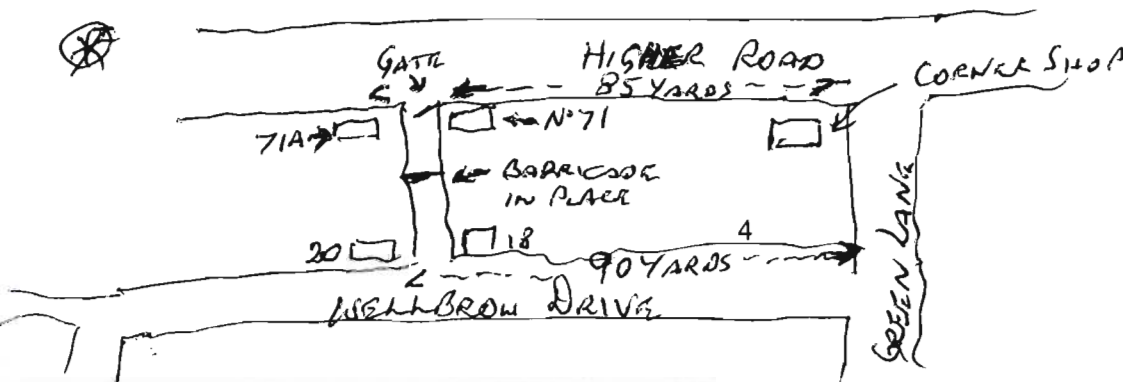 GATE
HIGHER ROAD
85 YARDS
CORNER SHOP
71A
No 71
BARRICADE
IN PLACE
GREEN LANE
20
18
4
90 YARDS
WELLBROW DRIVE